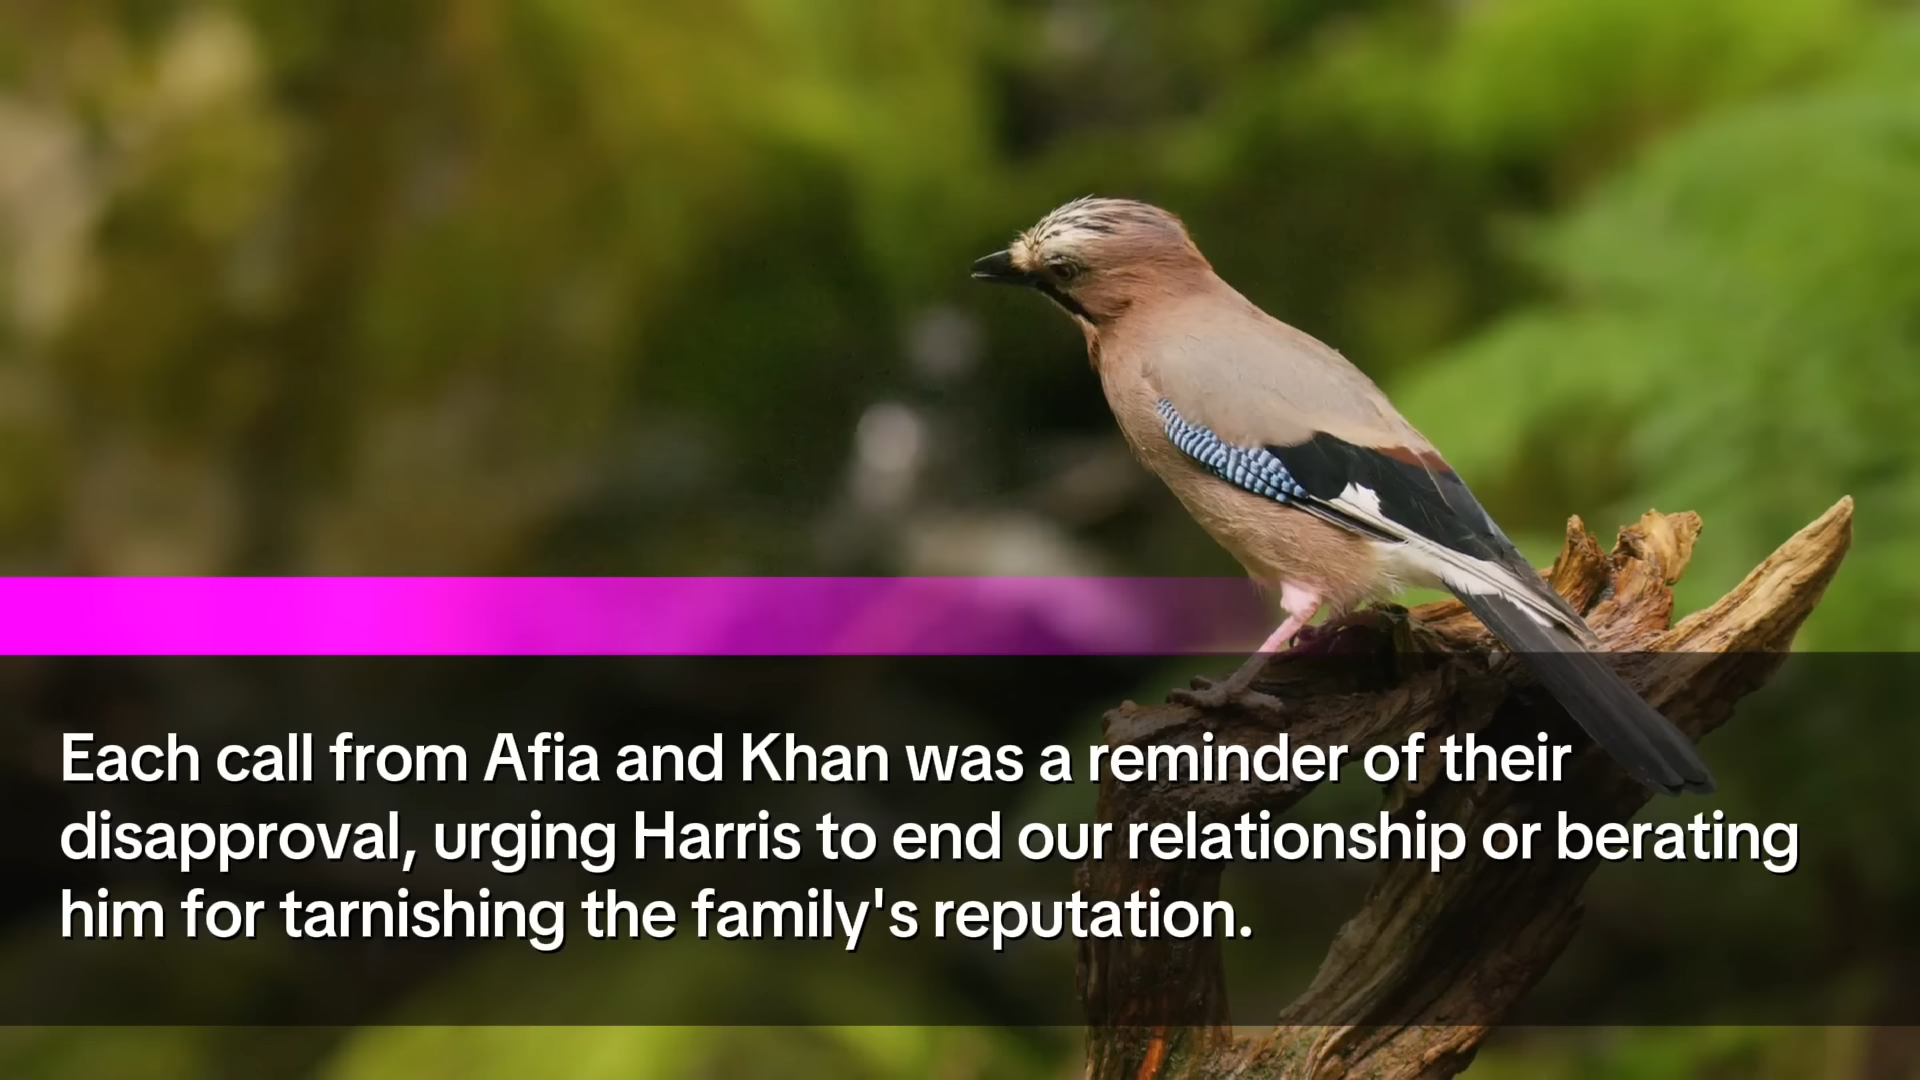 Each call from Afia and Khan was a reminder of their
disapproval, urging Harris to end our relationship or berating
him for tarnishing the family's reputation.